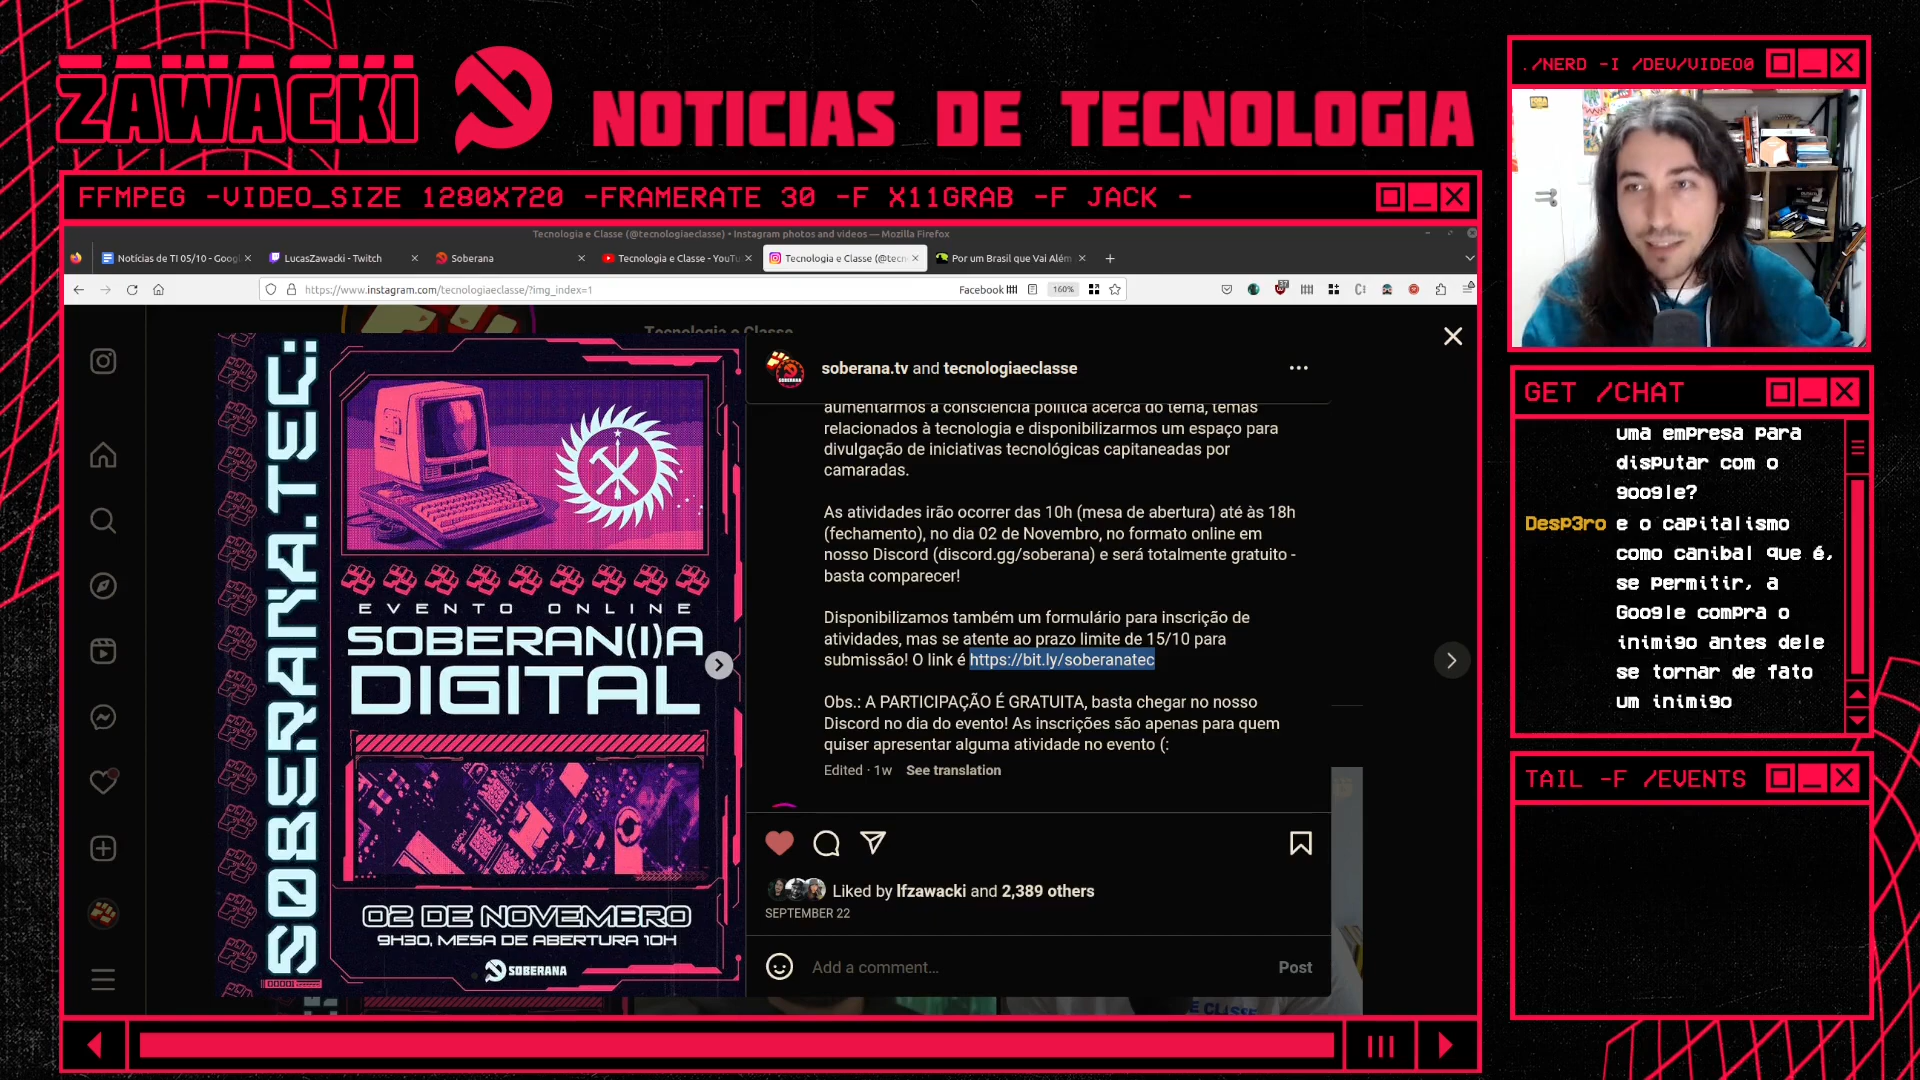 ZAWACKI
NOTICIAS DE TECNOLOGIA
./NERD -I /DEV/VIDEO0
FFMPEG -VIDEO_SIZE 1280X720 -FRAMERATE 30 -F X11GRAB -F JACK -
Tecnologia e Classe (@tecnologiaeclasse) • Instagram photos and videos — Mozilla Firefox
Notícias de TI 05/10 - Googl
LucasZawacki - Twitch
Soberana
Tecnologia e Classe - YouTu
Tecnologia e Classe (@tecn
Por um Brasil que Vai Além
https://www.instagram.com/tecnologiaeclasse/?img_index=1
Facebook
160%
Tecnologia e Classe
soberana.tv and tecnologiaeclasse
aumentarmos a consciência política acerca do tema, temas
relacionados à tecnologia e disponibilizarmos um espaço para
divulgação de iniciativas tecnológicas capitaneadas por
camaradas.
As atividades irão ocorrer das 10h (mesa de abertura) até às 18h
(fechamento), no dia 02 de Novembro, no formato online em
nosso Discord (discord.gg/soberana) e será totalmente gratuito -
basta comparecer!
Disponibilizamos também um formulário para inscrição de
atividades, mas se atente ao prazo limite de 15/10 para
submissão! O link é https://bit.ly/soberanatec
Obs.: A PARTICIPAÇÃO É GRATUITA, basta chegar no nosso
Discord no dia do evento! As inscrições são apenas para quem
quiser apresentar alguma atividade no evento (:
Edited · 1w See translation
Liked by lfzawacki and 2,389 others
SEPTEMBER 22
Add a comment…
Post
SOBERANA.TEC:
EVENTO ONLINE
SOBERAN(I)A
DIGITAL
02 DE NOVEMBRO
9H30, MESA DE ABERTURA 10H
SOBERANA
GET /CHAT
uma empresa para
disputar com o
google?
Desp3ro e o capitalismo
como canibal que é,
se permitir, a
Google compra o
inimigo antes dele
se tornar de fato
um inimigo
TAIL -F /EVENTS